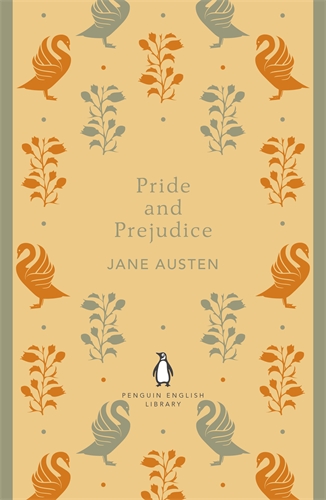 Pride
and
Prejudice
JANE AUSTEN
PENGUIN ENGLISH
LIBRARY